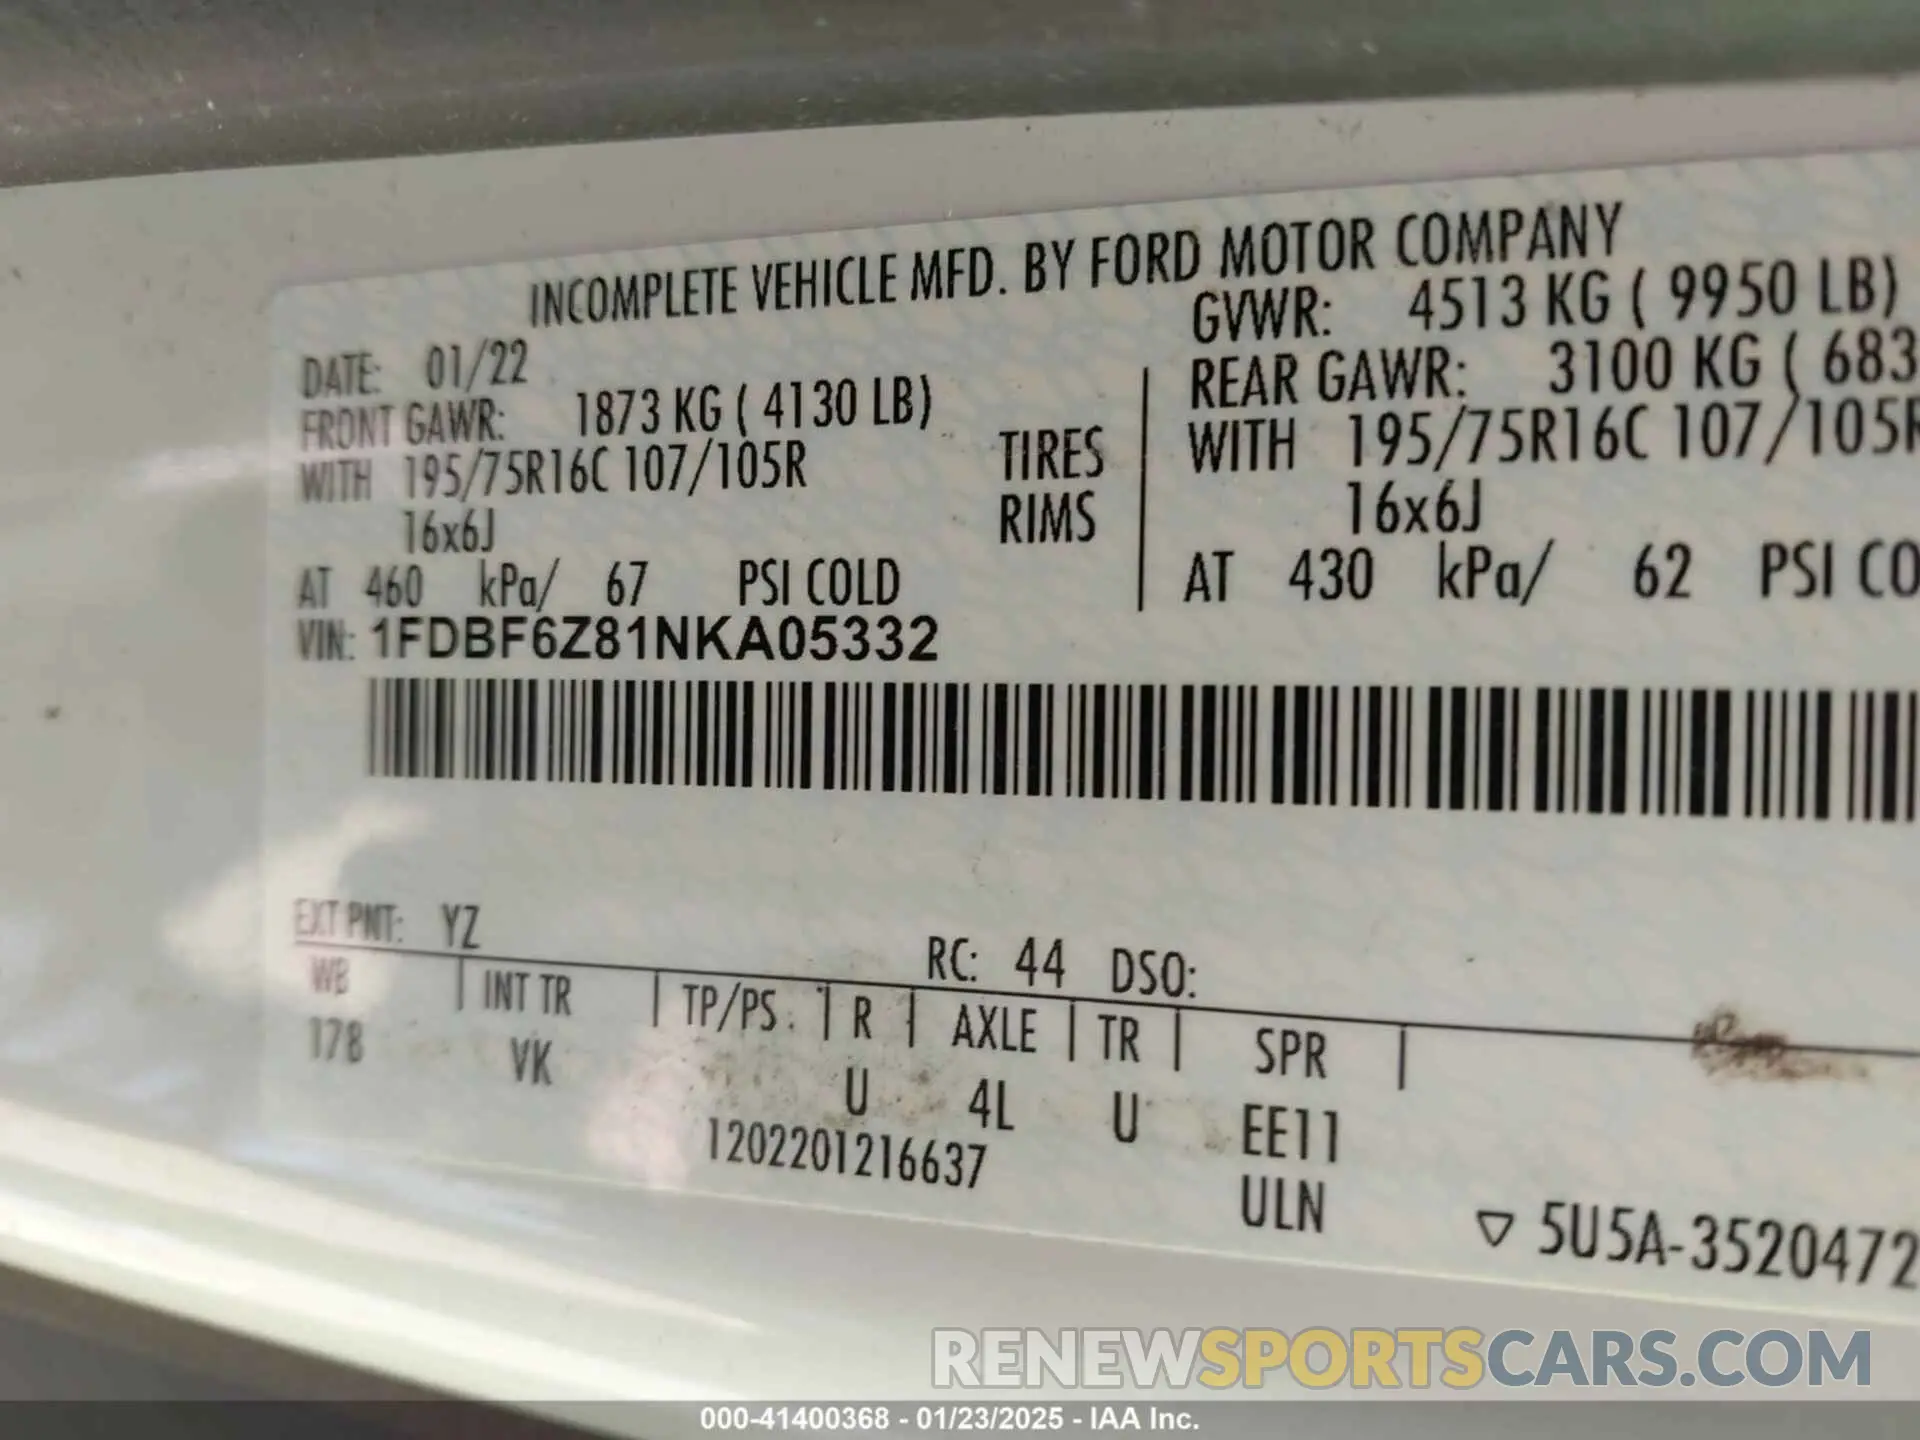 INCOMPLETE VEHICLE MFD. BY FORD MOTOR COMPANY
DATE: 01/22
GVWR: 4513 KG ( 9950 LB)
FRONT GAWR: 1873 KG ( 4130 LB)
REAR GAWR: 3100 KG ( 683
WITH 195/75R16C 107/105R TIRES WITH 195/75R16C 107/105R
16x6J RIMS 16x6J
AT 460 kPa/ 67 PSI COLD AT 430 kPa/ 62 PSI CO
VIN: 1FDBF6Z81NKA05332
EXT PNT: YZ RC: 44 DSO:
WB INT TR TP/PS R AXLE TR SPR
178 VK U 4L U EE11
1202201216637 ULN
5U5A-3520472
RENEWSPORTSCARS.COM
000-41400368 - 01/23/2025 - IAA Inc.